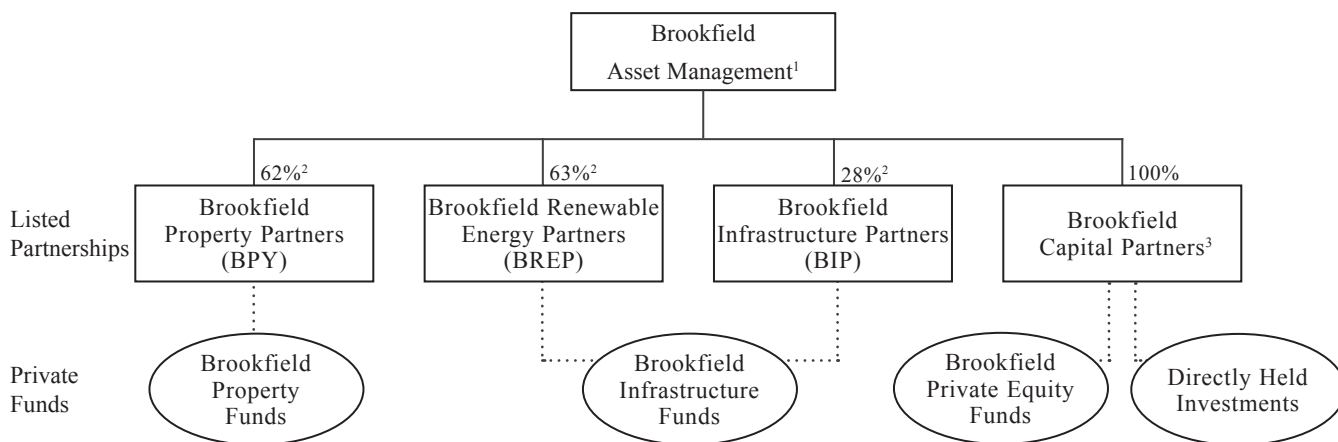 Brookfield
Asset Management¹
62%²
63%²
28%²
100%
Listed
Partnerships
Brookfield
Property Partners
(BPY)
Brookfield Renewable
Energy Partners
(BREP)
Brookfield
Infrastructure Partners
(BIP)
Brookfield
Capital Partners³
Private
Funds
Brookfield
Property
Funds
Brookfield
Infrastructure
Funds
Brookfield
Private Equity
Funds
Directly Held
Investments